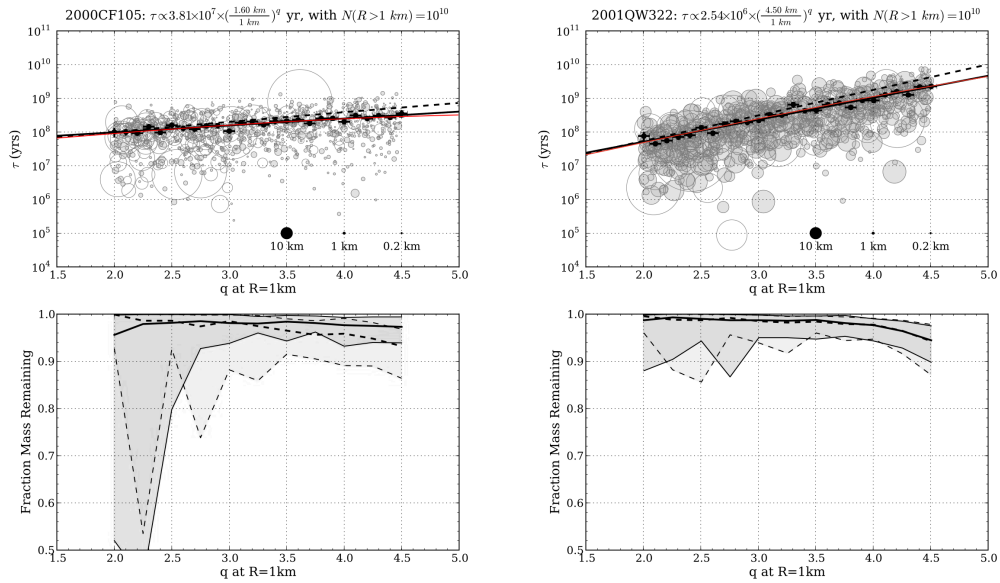 2000CF105: τ∝3.81×10⁷×(1.60 km/1 km)^q yr, with N(R>1 km)=10¹⁰
10¹¹
10¹⁰
10⁹
10⁸
10⁷
10⁶
10⁵
10⁴
τ (yrs)
10 km 1 km 0.2 km
1.5 2.0 2.5 3.0 3.5 4.0 4.5 5.0
q at R=1km
2001QW322: τ∝2.54×10⁶×(4.50 km/1 km)^q yr, with N(R>1 km)=10¹⁰
10¹¹
10¹⁰
10⁹
10⁸
10⁷
10⁶
10⁵
10⁴
τ (yrs)
10 km 1 km 0.2 km
1.5 2.0 2.5 3.0 3.5 4.0 4.5 5.0
q at R=1km
1.0
0.9
0.8
0.7
0.6
0.5
Fraction Mass Remaining
1.5 2.0 2.5 3.0 3.5 4.0 4.5 5.0
q at R=1km
1.0
0.9
0.8
0.7
0.6
0.5
Fraction Mass Remaining
1.5 2.0 2.5 3.0 3.5 4.0 4.5 5.0
q at R=1km